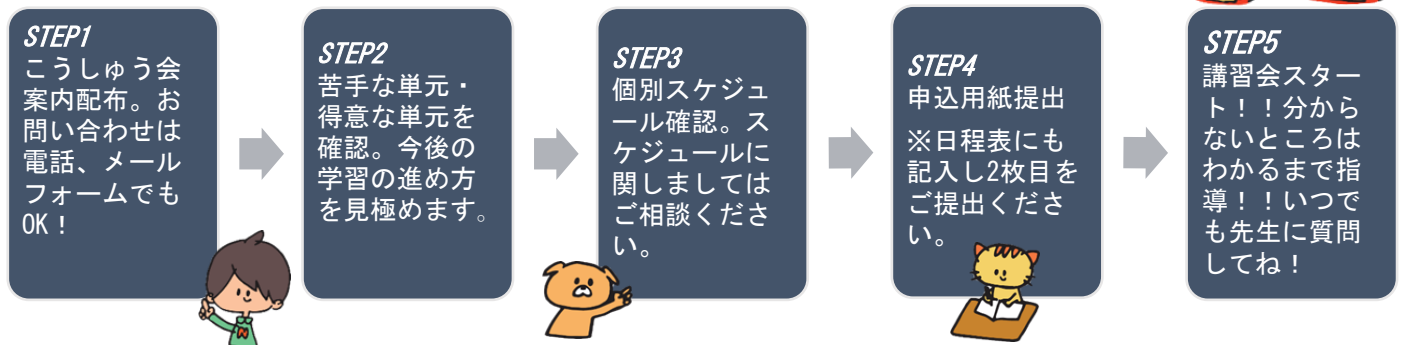 STEP1
こうしゅう会
案内配布。お
問い合わせは
電話、メール
フォームでも
OK！
STEP2
苦手な単元・
得意な単元を
確認。今後の
学習の進め方
を見極めます。
STEP3
個別スケジュ
ール確認。ス
ケジュールに
関しましては
ご相談くださ
い。
STEP4
申込用紙提出
※日程表にも
記入し2枚目を
ご提出くださ
い。
STEP5
講習会スター
ト！！分から
ないところは
わかるまで指
導！！いつで
も先生に質問
してね！